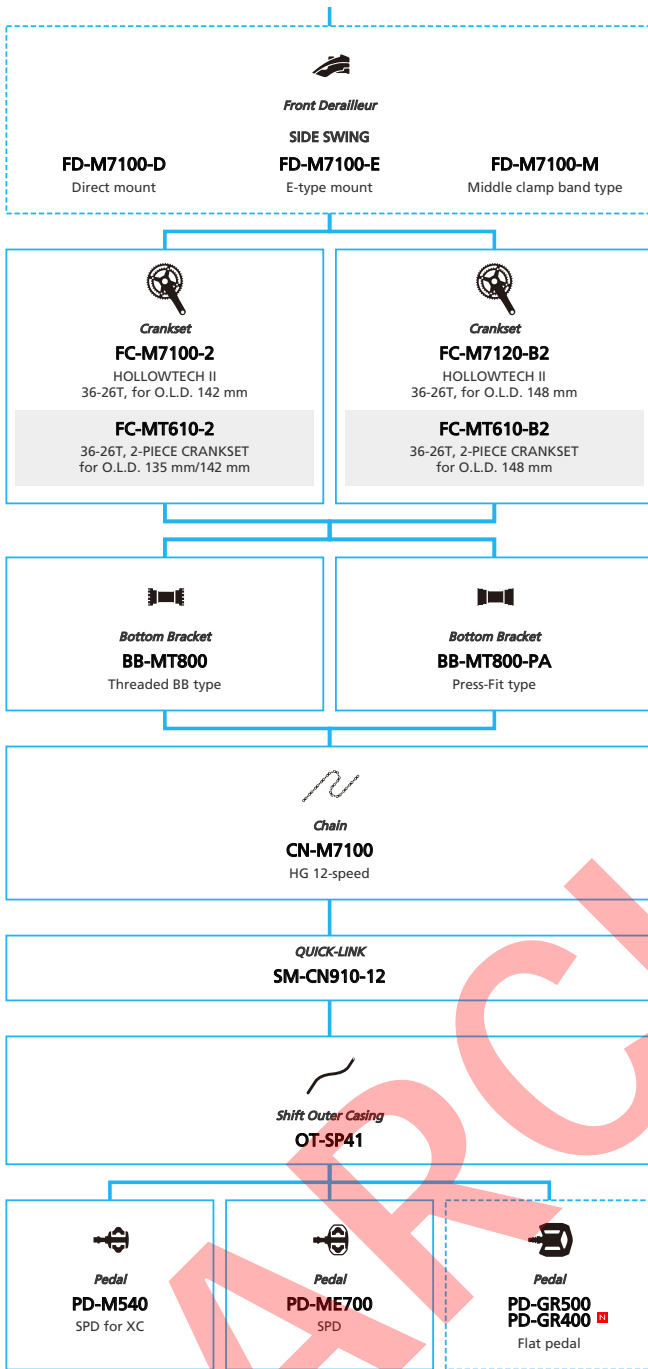 Front Derailleur
SIDE SWING
FD-M7100-D
Direct mount
FD-M7100-E
E-type mount
FD-M7100-M
Middle clamp band type
Crankset
FC-M7100-2
HOLLOWTECH II
36-26T, for O.L.D. 142 mm
FC-MT610-2
36-26T, 2-PIECE CRANKSET
for O.L.D. 135 mm/142 mm
Crankset
FC-M7120-B2
HOLLOWTECH II
36-26T, for O.L.D. 148 mm
FC-MT610-B2
36-26T, 2-PIECE CRANKSET
for O.L.D. 148 mm
Bottom Bracket
BB-MT800
Threaded BB type
Bottom Bracket
BB-MT800-PA
Press-Fit type
Chain
CN-M7100
HG 12-speed
QUICK-LINK
SM-CN910-12
Shift Outer Casing
OT-SP41
Pedal
PD-M540
SPD for XC
Pedal
PD-ME700
SPD
Pedal
PD-GR500
PD-GR400 N
Flat pedal
ARCH